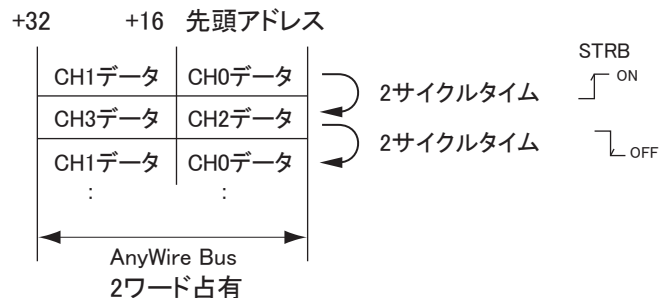 +32 +16 先頭アドレス
STRB
CH1データ CH0データ
2サイクルタイム ON
CH3データ CH2データ
2サイクルタイム OFF
CH1データ CH0データ
: :
AnyWire Bus
2ワード占有